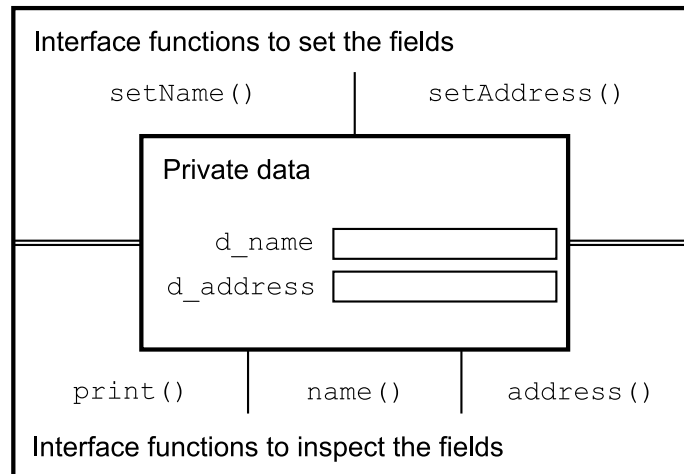 Interface functions to set the fields
setName() setAddress()
Private data
d_name
d_address
print() name() address()
Interface functions to inspect the fields